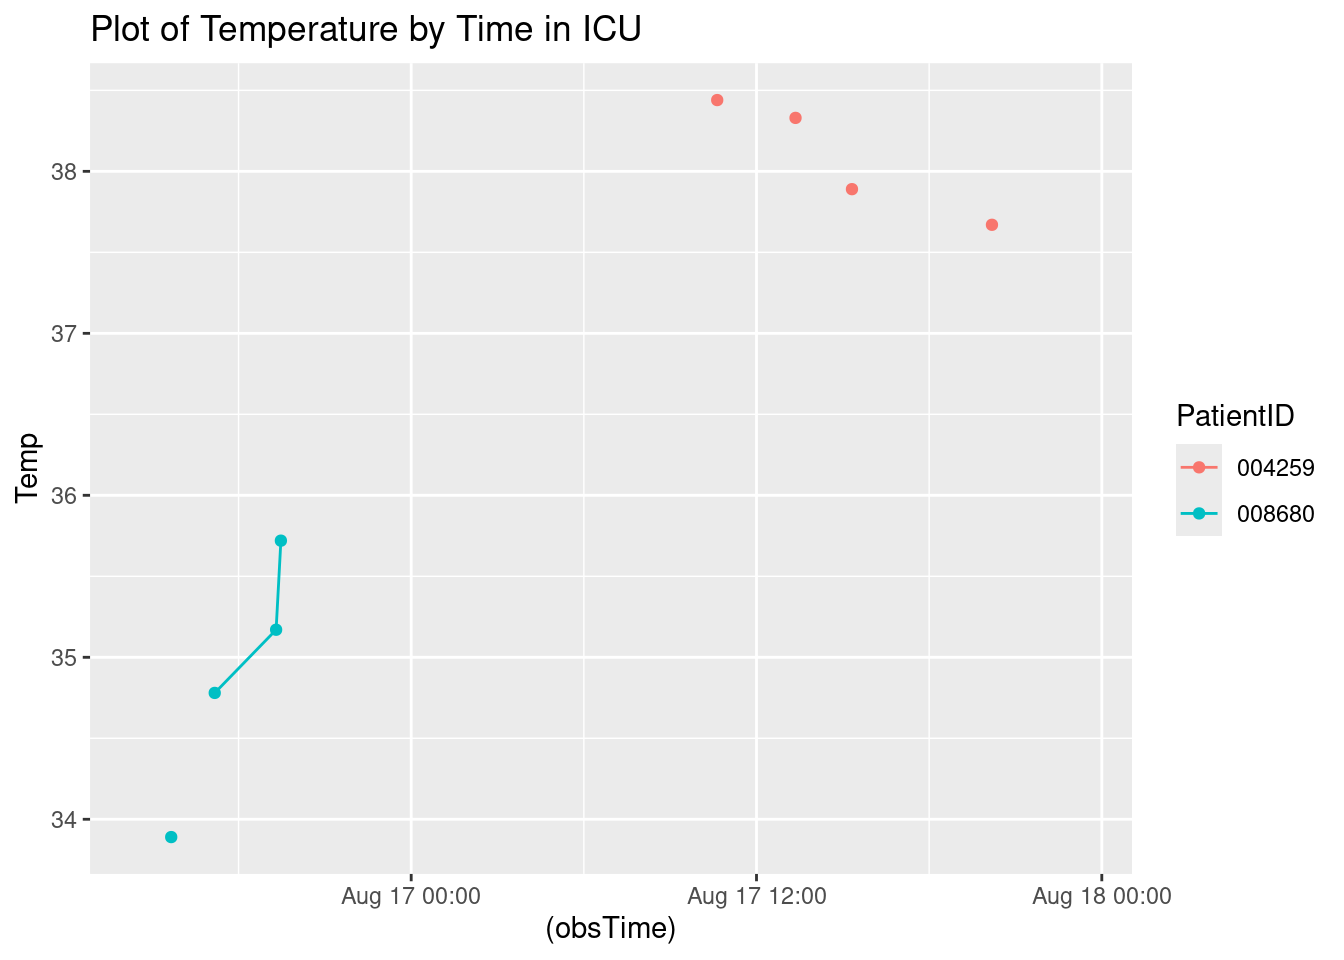 Plot of Temperature by Time in ICU
38
37
36
35
34
Temp
Aug 17 00:00
Aug 17 12:00
Aug 18 00:00
(obsTime)
PatientID
004259
008680